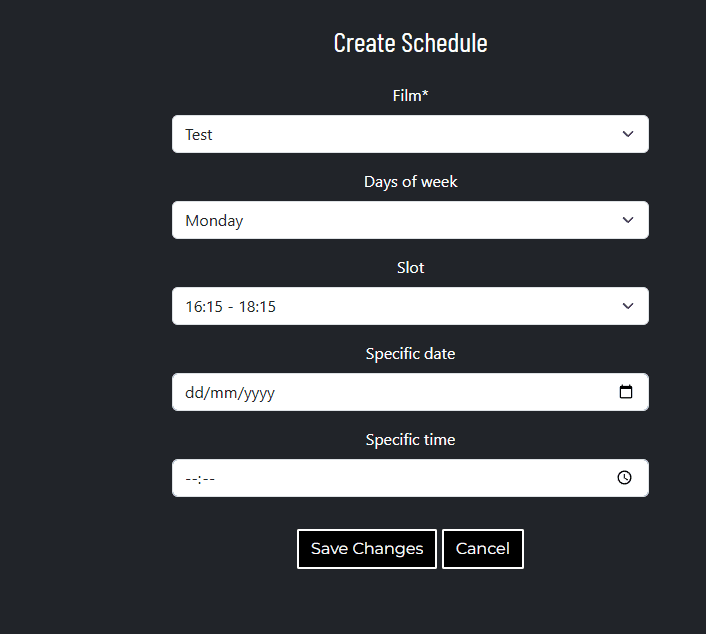 Create Schedule
Film*
Test
Days of week
Monday
Slot
16:15 - 18:15
Specific date
dd/mm/yyyy
Specific time
--:--
Save Changes Cancel